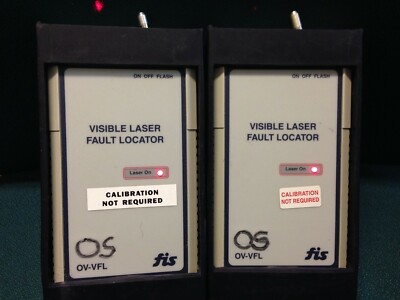 ON OFF FLASH
VISIBLE LASER
FAULT LOCATOR
Laser On
CALIBRATION
NOT REQUIRED
OS
OV-VFL
fis
ON OFF FLASH
VISIBLE LASER
FAULT LOCATOR
Laser On
CALIBRATION
NOT REQUIRED
OS
OV-VFL
fis